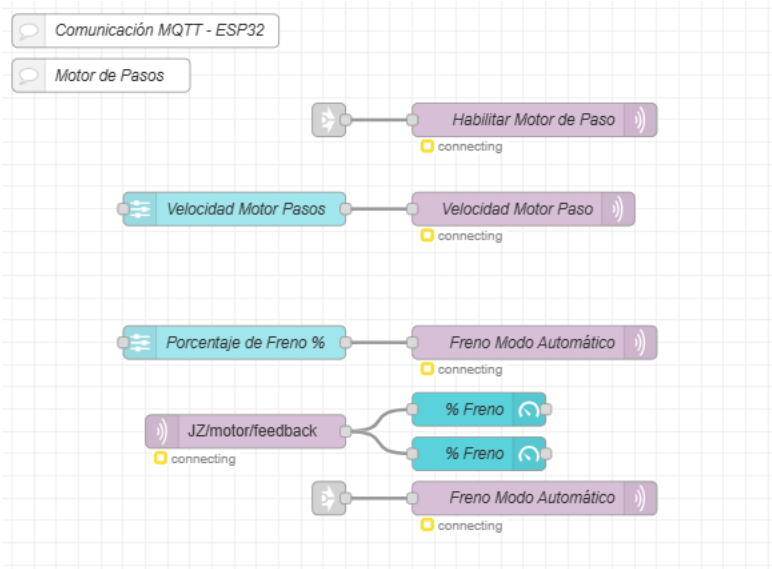 Comunicación MQTT - ESP32
Motor de Pasos
Habilitar Motor de Paso
connecting
Velocidad Motor Pasos
Velocidad Motor Paso
connecting
Porcentaje de Freno %
Freno Modo Automático
connecting
% Freno
JZ/motor/feedback
connecting
% Freno
Freno Modo Automático
connecting